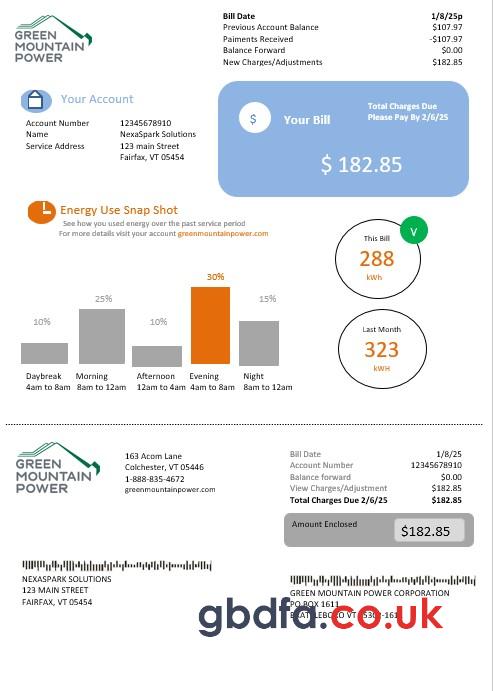 GREEN
MOUNTAIN
POWER
Bill Date 1/8/25p
Previous Account Balance $107.97
Paiments Received -$107.97
Balance Forward $0.00
New Charges/Adjustments $182.85
Your Account
Account Number 12345678910
Name NexaSpark Solutions
Service Address 123 main Street
Fairfax, VT 05454
$ Your Bill
Total Charges Due
Please Pay By 2/6/25
$ 182.85
Energy Use Snap Shot
See how you used energy over the past service period
For more details visit your account greenmountainpower.com
10% 25% 10% 30% 15%
Daybreak Morning Afternoon Evening Night
4am to 8am 8am to 12am 12am to 4am 4am to 8am 8am to 12am
V
This Bill
288
kWh
Last Month
323
kWH
GREEN
MOUNTAIN
POWER
163 Acom Lane
Colchester, VT 05446
1-888-835-4672
greenmountainpower.com
Bill Date 1/8/25
Account Number 12345678910
Balance forward $0.00
View Charges/Adjustment $182.85
Total Charges Due 2/6/25 $182.85
Amount Enclosed $182.85
NEXASPARK SOLUTIONS
123 MAIN STREET
FAIRFAX, VT 05454
GREEN MOUNTAIN POWER CORPORATION
PO BOX 1611
VT
gbdfa.co.uk